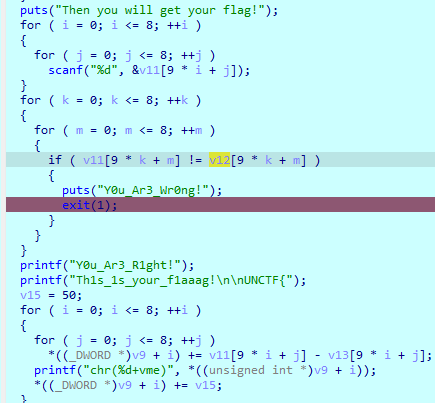 puts("Then you will get your flag!");
for ( i = 0; i <= 8; ++i )
{
for ( j = 0; j <= 8; ++j )
scanf("%d", &v11[9 * i + j]);
}
for ( k = 0; k <= 8; ++k )
{
for ( m = 0; m <= 8; ++m )
{
if ( v11[9 * k + m] != v12[9 * k + m] )
{
puts("Y0u_Ar3_Wr0ng!");
exit(1);
}
}
}
printf("Y0u_Ar3_R1ght!");
printf("Th1s_1s_your_f1aaag!\n\nUNCTF{");
v15 = 50;
for ( i = 0; i <= 8; ++i )
{
for ( j = 0; j <= 8; ++j )
*((_DWORD *)v9 + i) += v11[9 * i + j] - v13[9 * i + j];
printf("chr(%d+vme)", *((unsigned int *)v9 + i));
*((_DWORD *)v9 + i) += v15;
}